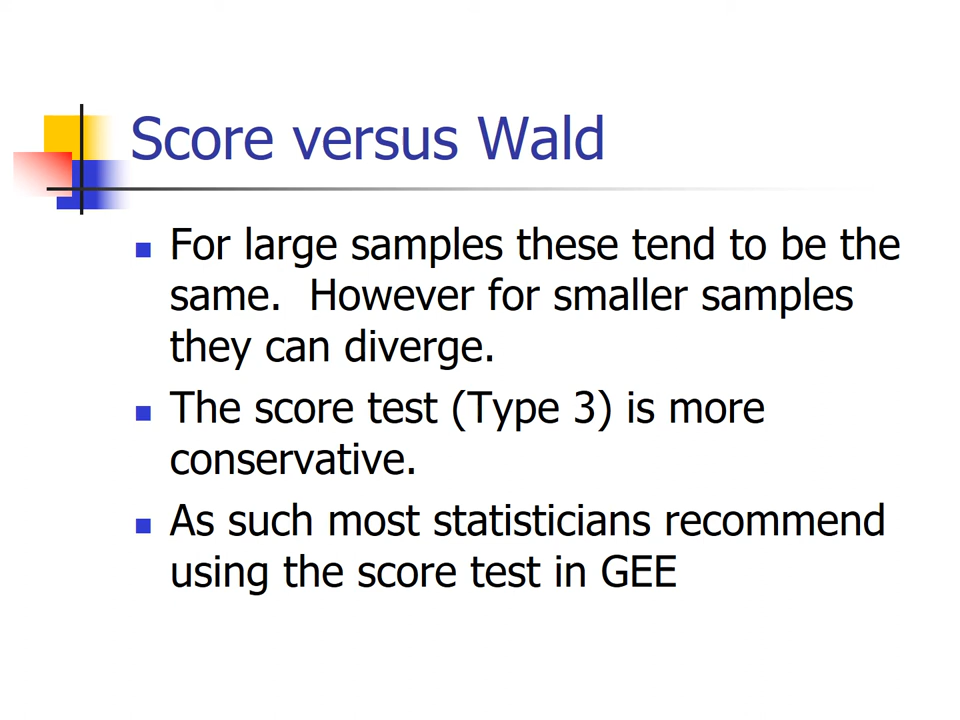 Score versus Wald
For large samples these tend to be the
same.  However for smaller samples
they can diverge.
The score test (Type 3) is more
conservative.
As such most statisticians recommend
using the score test in GEE